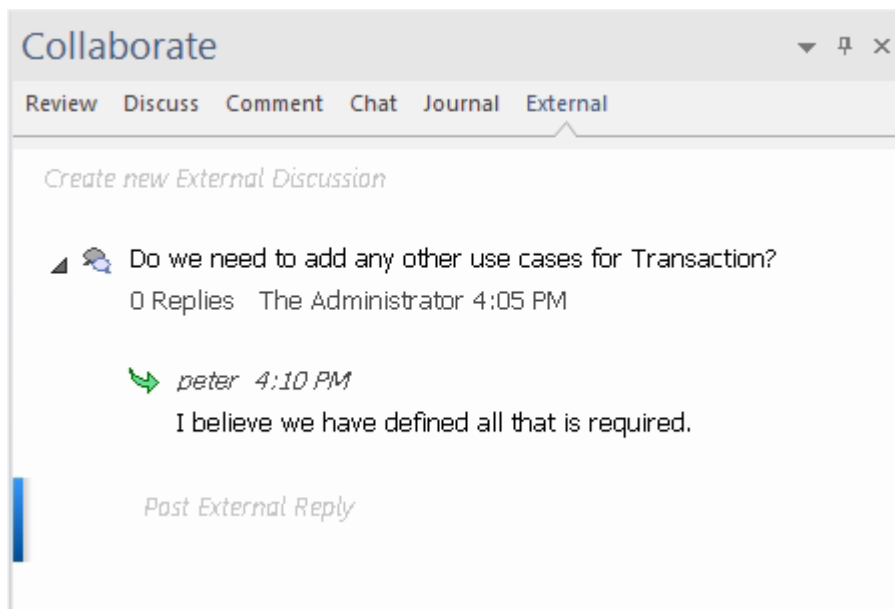 Collaborate
Review Discuss Comment Chat Journal External
Create new External Discussion
Do we need to add any other use cases for Transaction?
0 Replies The Administrator 4:05 PM
peter 4:10 PM
I believe we have defined all that is required.
Post External Reply